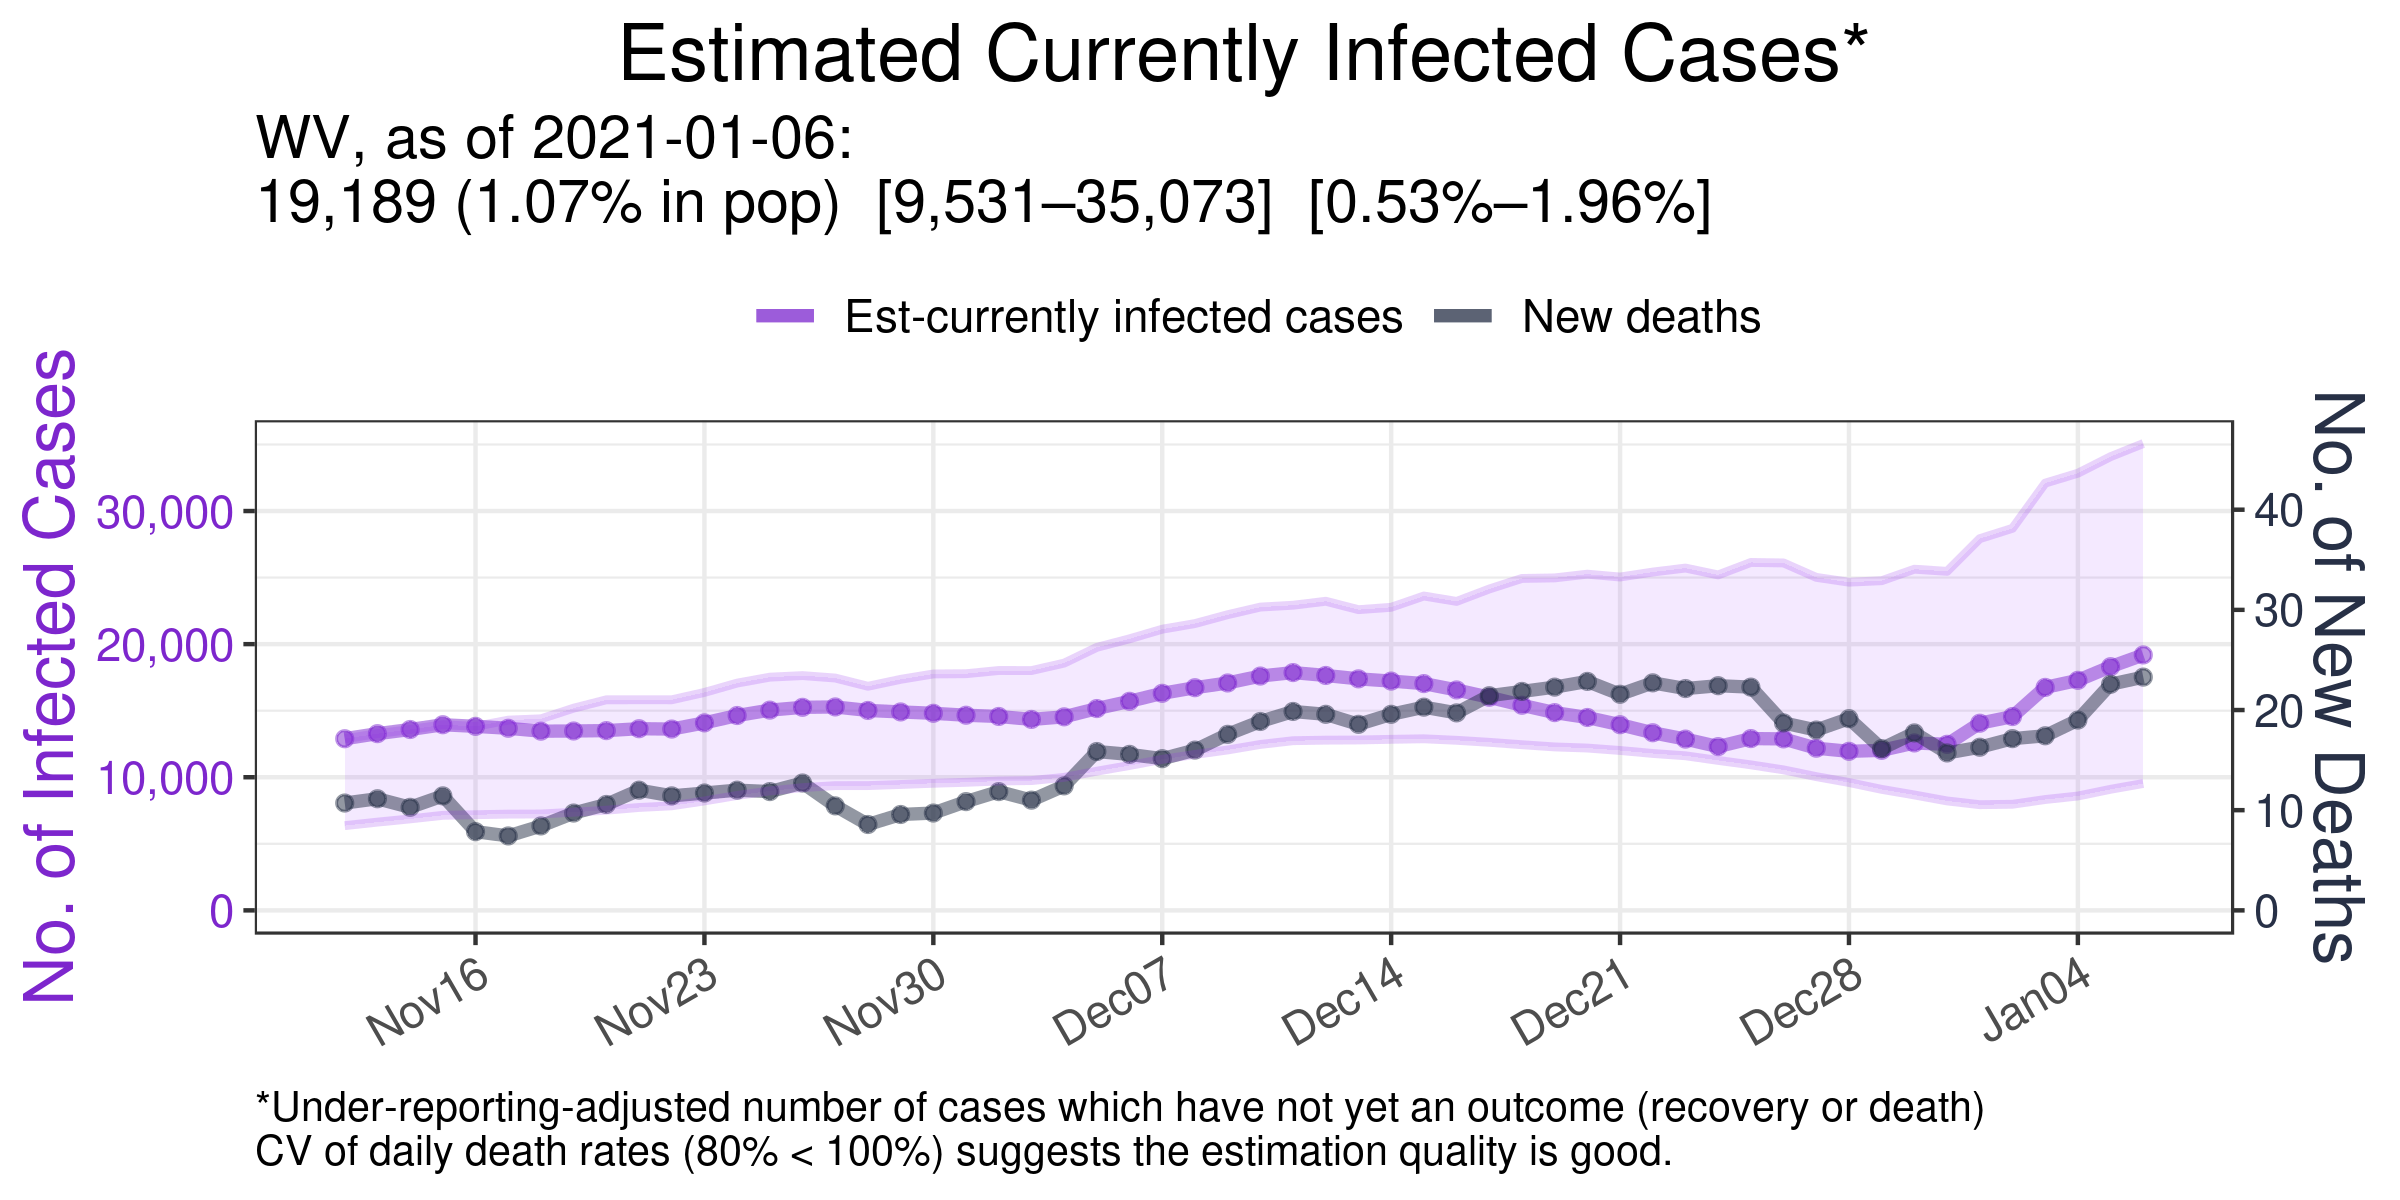 Estimated Currently Infected Cases*
WV, as of 2021-01-06:
19,189 (1.07% in pop)  [9,531–35,073]  [0.53%–1.96%]
Est-currently infected cases
New deaths
No. of Infected Cases
30,000
20,000
10,000
0
40
30
20
10
0
No. of New Deaths
Nov16
Nov23
Nov30
Dec07
Dec14
Dec21
Dec28
Jan04
*Under-reporting-adjusted number of cases which have not yet an outcome (recovery or death)
CV of daily death rates (80% < 100%) suggests the estimation quality is good.